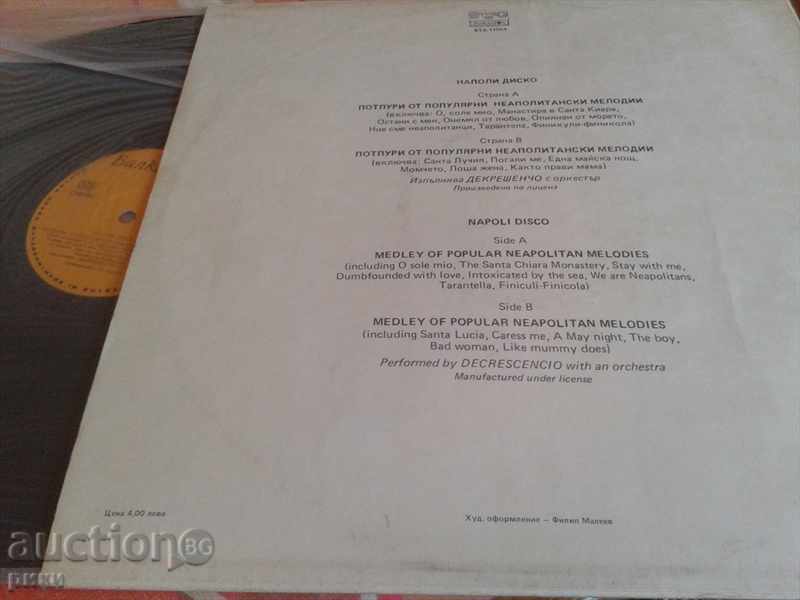 НАПОЛИ ДИСКО
Страна А
ПОТПУРИ ОТ ПОПУЛЯРНИ НЕАПОЛИТАНСКИ МЕЛОДИИ
(включва: О, соле мио, Манастира в Санта Киара,
Остани с мен, Онемял от любов, Опиянен от морето,
Ние сме неаполитанци, Тарантела, Финикули-финикола)
Страна В
ПОТПУРИ ОТ ПОПУЛЯРНИ НЕАПОЛИТАНСКИ МЕЛОДИИ
(включва: Санта Лучия, Погали ме, Една майска нощ,
Момчето, Лоша жена, Както прави мама)
Изпълнява ДЕКРЕШЕНЧО с оркестър
Произведено по лиценз
NAPOLI DISCO
Side A
MEDLEY OF POPULAR NEAPOLITAN MELODIES
(including O sole mio, The Santa Chiara Monastery, Stay with me,
Dumbfounded with love, Intoxicated by the sea, We are Neapolitans,
Tarantella, Finiculi-Finicola)
Side B
MEDLEY OF POPULAR NEAPOLITAN MELODIES
(including Santa Lucia, Caress me, A May night, The boy,
Bad woman, Like mummy does)
Performed by DECRESCENCIO with an orchestra
Manufactured under license
Цена 4,00 лева
Худ. оформление – Филип Малеев
auctionBG
рики
Балк